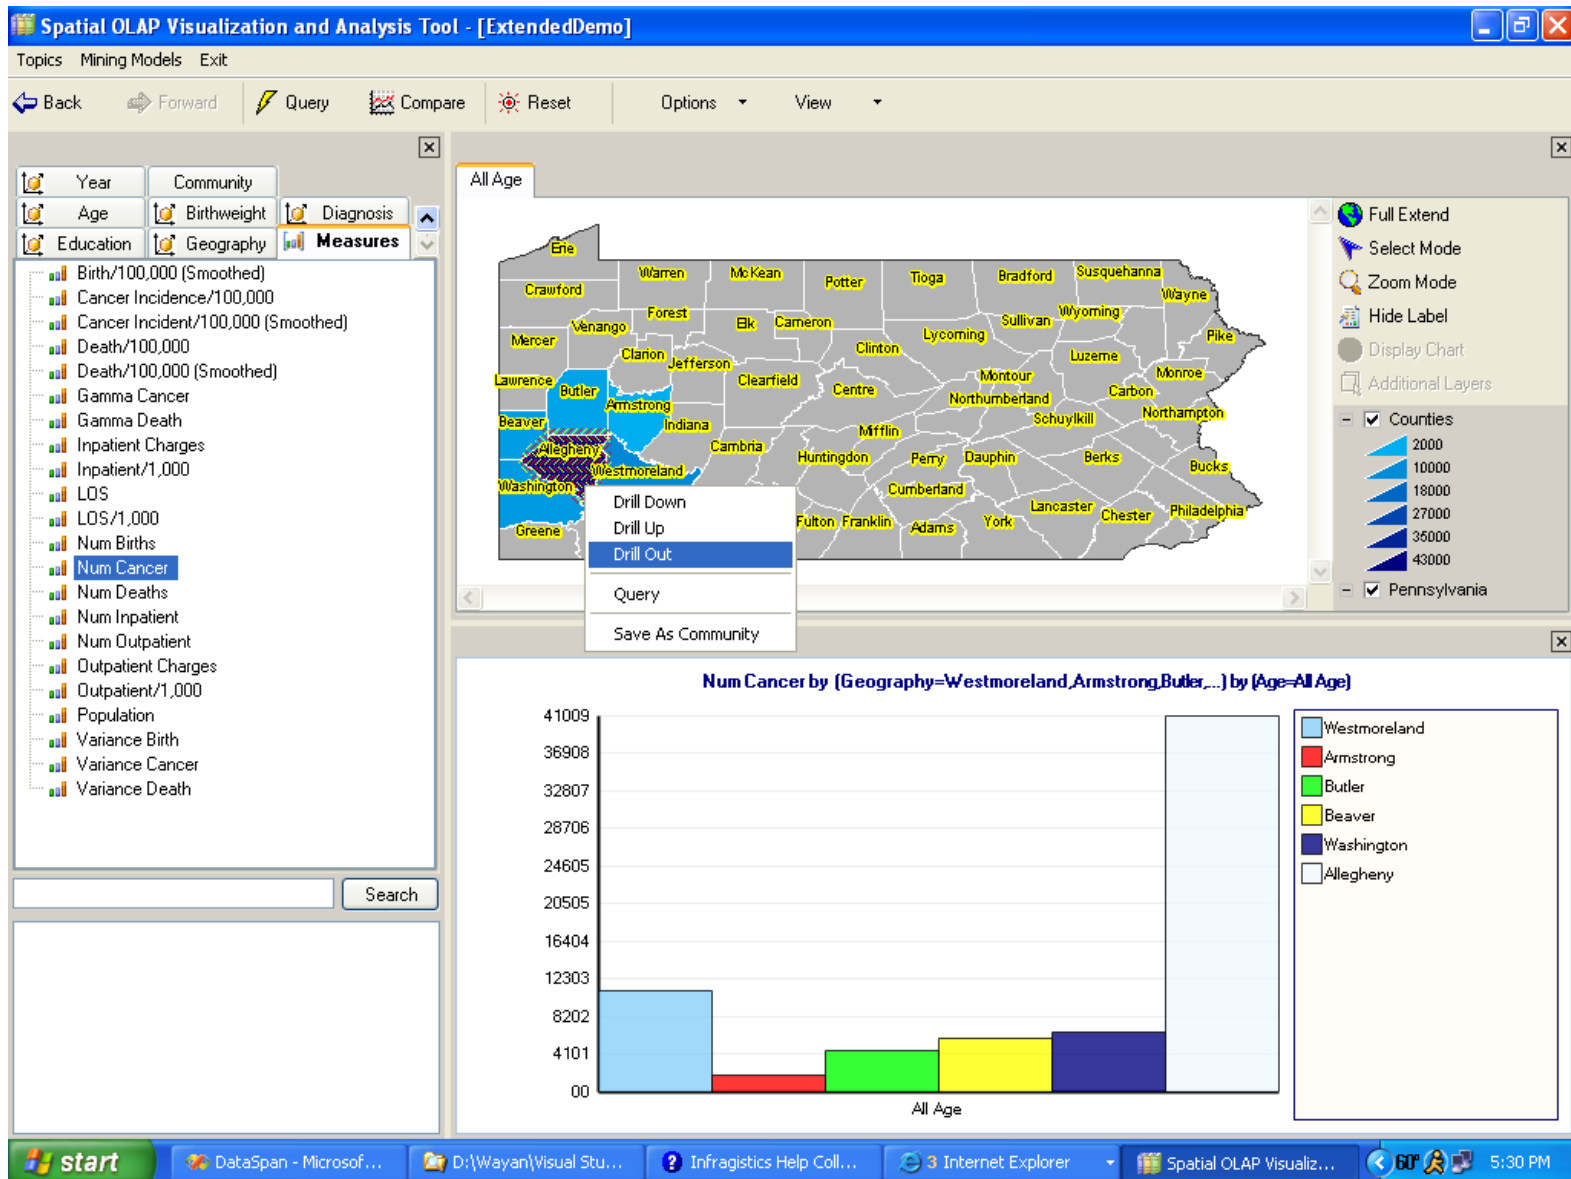 Spatial OLAP Visualization and Analysis Tool - [ExtendedDemo]
Topics Mining Models Exit
Back Forward Query Compare Reset Options View
Year Community
Age Birthweight Diagnosis
Education Geography Measures
Birth/100,000 (Smoothed)
Cancer Incidence/100,000
Cancer Incident/100,000 (Smoothed)
Death/100,000
Death/100,000 (Smoothed)
Gamma Cancer
Gamma Death
Inpatient Charges
Inpatient/1,000
LOS
LOS/1,000
Num Births
Num Cancer
Num Deaths
Num Inpatient
Num Outpatient
Outpatient Charges
Outpatient/1,000
Population
Variance Birth
Variance Cancer
Variance Death
Search
All Age
Erie
Warren
McKean
Potter
Tioga
Bradford
Susquehanna
Crawford
Wayne
Forest
Venango
Elk
Cameron
Sullivan
Wyoming
Mercer
Lycoming
Pike
Clarion
Jefferson
Clinton
Luzerne
Lawrence
Butler
Clearfield
Centre
Montour
Monroe
Armstrong
Northumberland
Carbon
Beaver
Indiana
Mifflin
Schuylkill
Northampton
Allegheny
Cambria
Huntingdon
Perry
Dauphin
Berks
Bucks
Westmoreland
Washington
Cumberland
Greene
Fulton
Franklin
Adams
York
Lancaster
Chester
Philadelphia
Drill Down
Drill Up
Drill Out
Query
Save As Community
Full Extend
Select Mode
Zoom Mode
Hide Label
Display Chart
Additional Layers
Counties
2000
10000
18000
27000
35000
43000
Pennsylvania
Num Cancer by (Geography=Westmoreland,Armstrong,Butler,...) by (Age=All Age)
41009
36908
32807
28706
24605
20505
16404
12303
8202
4101
00
All Age
Westmoreland
Armstrong
Butler
Beaver
Washington
Allegheny
start
DataSpan - Microsof...
D:\Wayan\Visual Stu...
Infragistics Help Coll...
3 Internet Explorer
Spatial OLAP Visualiz...
60°
5:30 PM